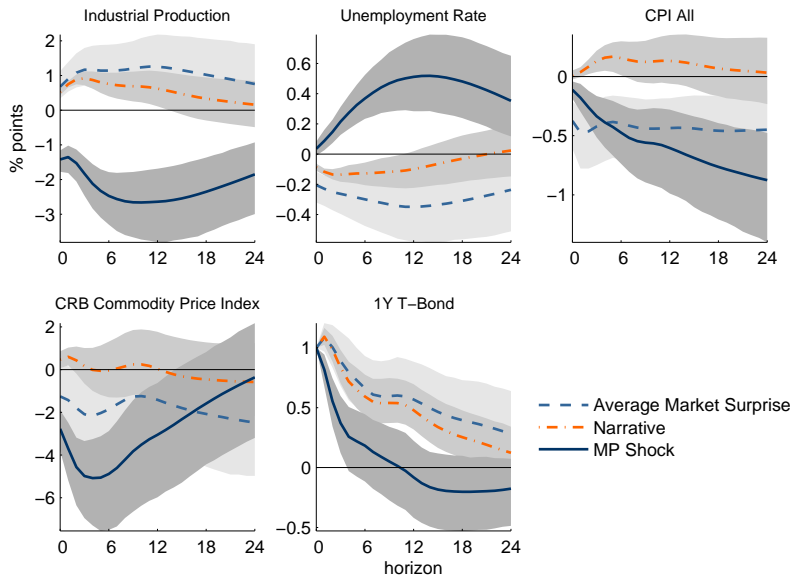 Industrial Production
Unemployment Rate
CPI All
% points
2
1
0
−1
−2
−3
0 6 12 18 24
0.6
0.4
0.2
0
−0.2
−0.4
0 6 12 18 24
0
−0.5
−1
0 6 12 18 24
CRB Commodity Price Index
1Y T−Bond
2
0
−2
−4
−6
0 6 12 18 24
1
0.5
0
−0.5
0 6 12 18 24
horizon
Average Market Surprise
Narrative
MP Shock